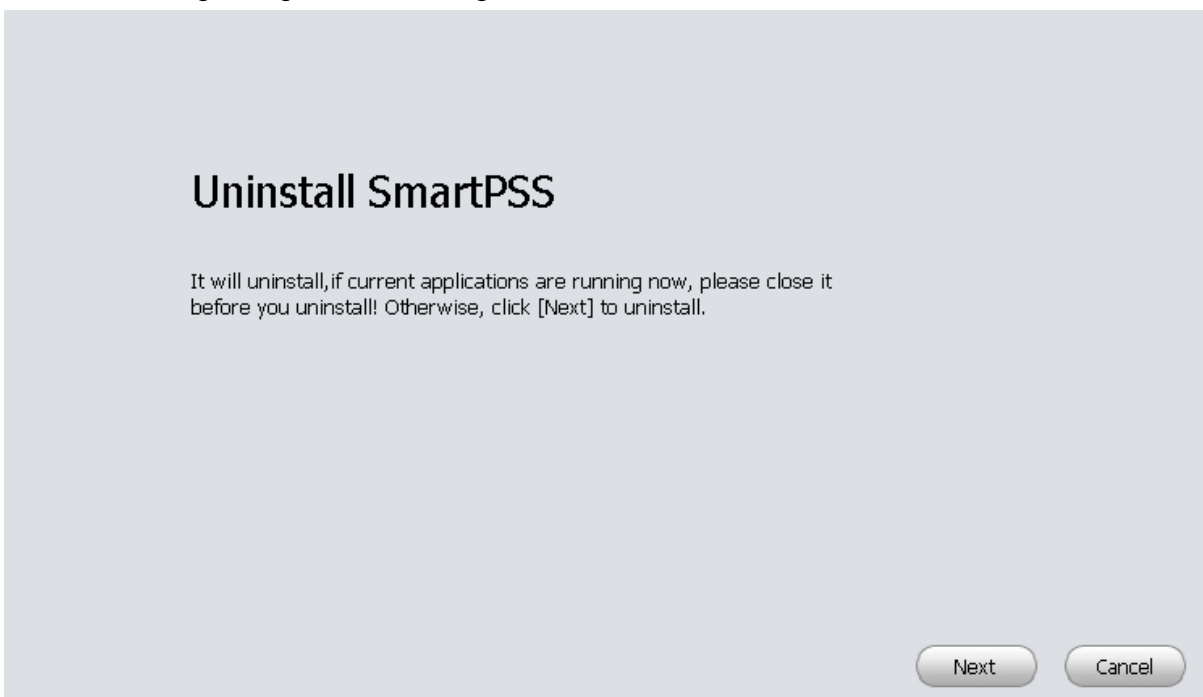 Uninstall SmartPSS
It will uninstall,if current applications are running now, please close it
before you uninstall! Otherwise, click [Next] to uninstall.
Next Cancel